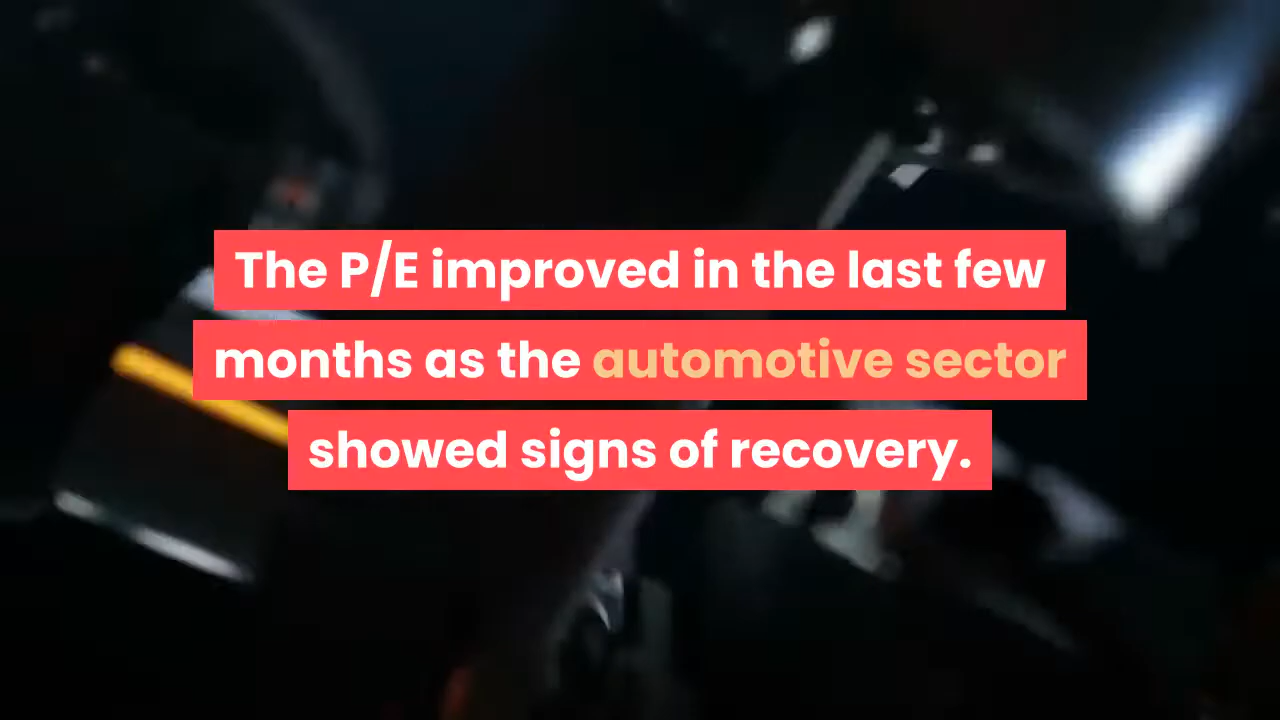 The P/E improved in the last few
months as the automotive sector
showed signs of recovery.